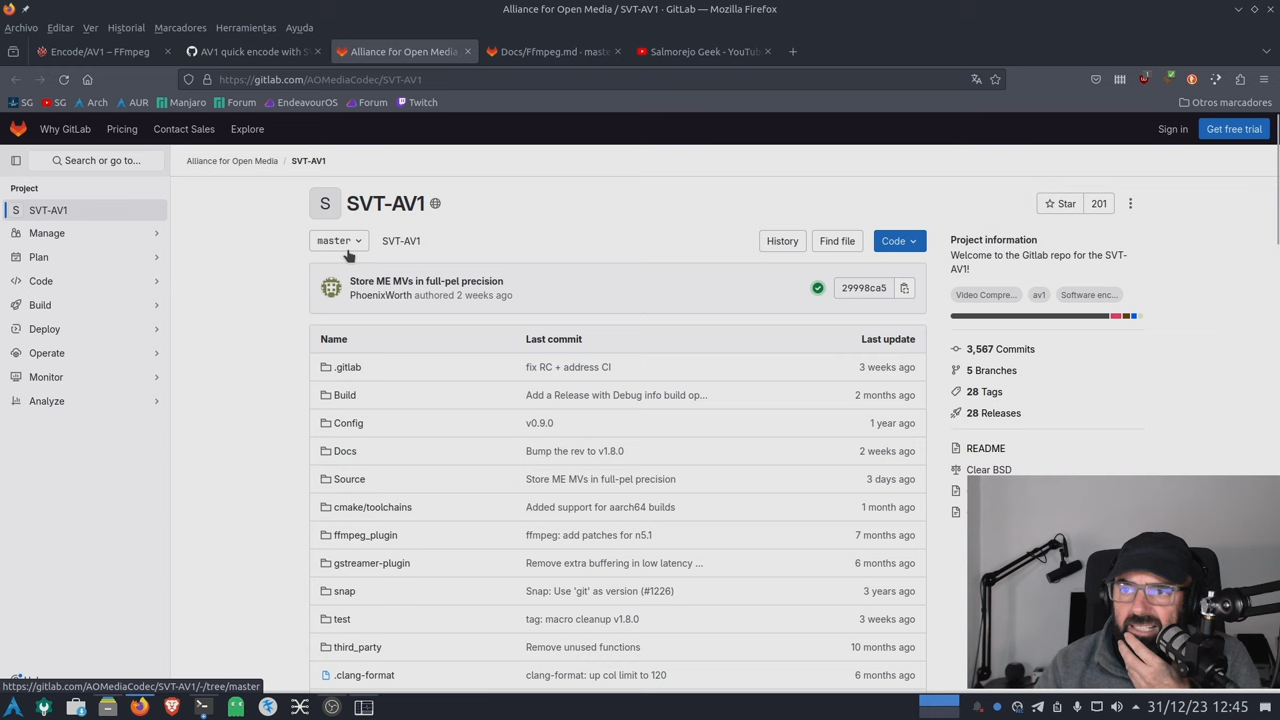 Alliance for Open Media / SVT-AV1 · GitLab — Mozilla Firefox
Archivo Editar Ver Historial Marcadores Herramientas Ayuda
Encode/AV1 – FFmpeg
AV1 quick encode with S
Alliance for Open Media
Docs/Ffmpeg.md · maste
Salmorejo Geek - YouTub
https://gitlab.com/AOMediaCodec/SVT-AV1
SG SG Arch AUR Manjaro Forum EndeavourOS Forum Twitch Otros marcadores
Why GitLab Pricing Contact Sales Explore Sign in Get free trial
Search or go to...
Alliance for Open Media / SVT-AV1
Project
S SVT-AV1
Manage
Plan
Code
Build
Deploy
Operate
Monitor
Analyze
S SVT-AV1
Star 201
master SVT-AV1 History Find file Code
Store ME MVs in full-pel precision
PhoenixWorth authored 2 weeks ago
29998ca5
Name Last commit Last update
.gitlab fix RC + address CI 3 weeks ago
Build Add a Release with Debug info build op... 2 months ago
Config v0.9.0 1 year ago
Docs Bump the rev to v1.8.0 2 weeks ago
Source Store ME MVs in full-pel precision 3 days ago
cmake/toolchains Added support for aarch64 builds 1 month ago
ffmpeg_plugin ffmpeg: add patches for n5.1 7 months ago
gstreamer-plugin Remove extra buffering in low latency ... 6 months ago
snap Snap: Use 'git' as version (#1226) 3 years ago
test tag: macro cleanup v1.8.0 3 weeks ago
third_party Remove unused functions 10 months ago
.clang-format clang-format: up col limit to 120 6 months ago
Project information
Welcome to the Gitlab repo for the SVT-
AV1!
Video Compre... av1 Software enc...
3,567 Commits
5 Branches
28 Tags
28 Releases
README
Clear BSD
https://gitlab.com/AOMediaCodec/SVT-AV1/-/tree/master
31/12/23 12:45